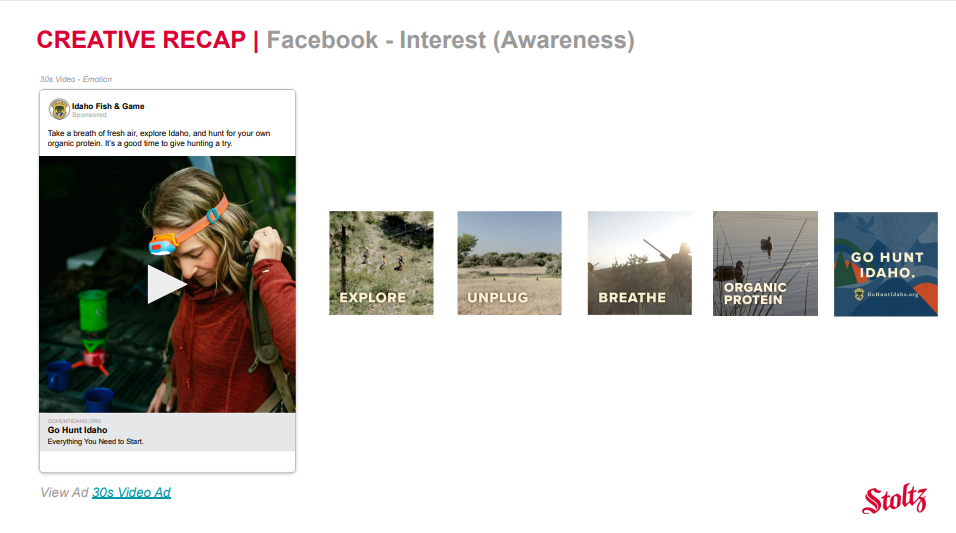 CREATIVE RECAP | Facebook - Interest (Awareness)
30s Video - Emotion
Idaho Fish & Game
Sponsored
Take a breath of fresh air, explore Idaho, and hunt for your own
organic protein. It's a good time to give hunting a try.
EXPLORE
UNPLUG
BREATHE
ORGANIC
PROTEIN
GO HUNT
IDAHO.
GoHuntIdaho.org
GOHUNTIDAHO.ORG
Go Hunt Idaho
Everything You Need to Start.
View Ad 30s Video Ad
Stoltz